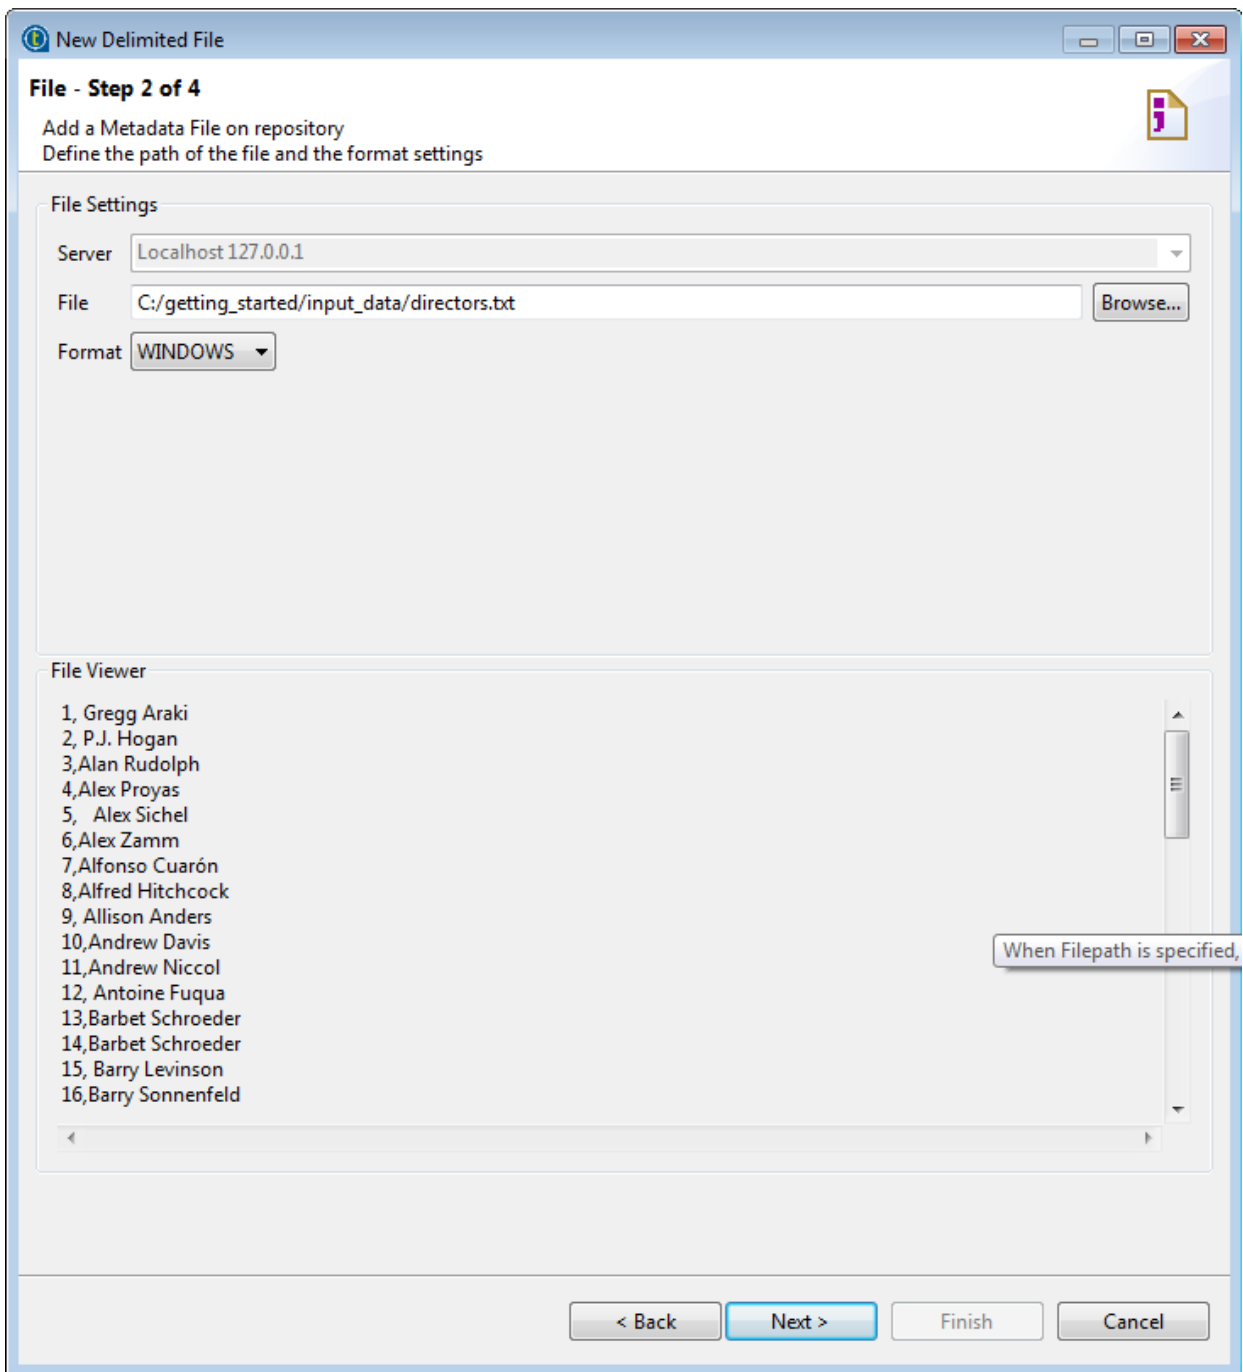 New Delimited File
File - Step 2 of 4
Add a Metadata File on repository
Define the path of the file and the format settings
File Settings
Server Localhost 127.0.0.1
File C:/getting_started/input_data/directors.txt Browse...
Format WINDOWS
File Viewer
1, Gregg Araki
2, P.J. Hogan
3,Alan Rudolph
4,Alex Proyas
5,   Alex Sichel
6,Alex Zamm
7,Alfonso Cuarón
8,Alfred Hitchcock
9, Allison Anders
10,Andrew Davis
When Filepath is specified,
11,Andrew Niccol
12, Antoine Fuqua
13,Barbet Schroeder
14,Barbet Schroeder
15, Barry Levinson
16,Barry Sonnenfeld
< Back Next > Finish Cancel